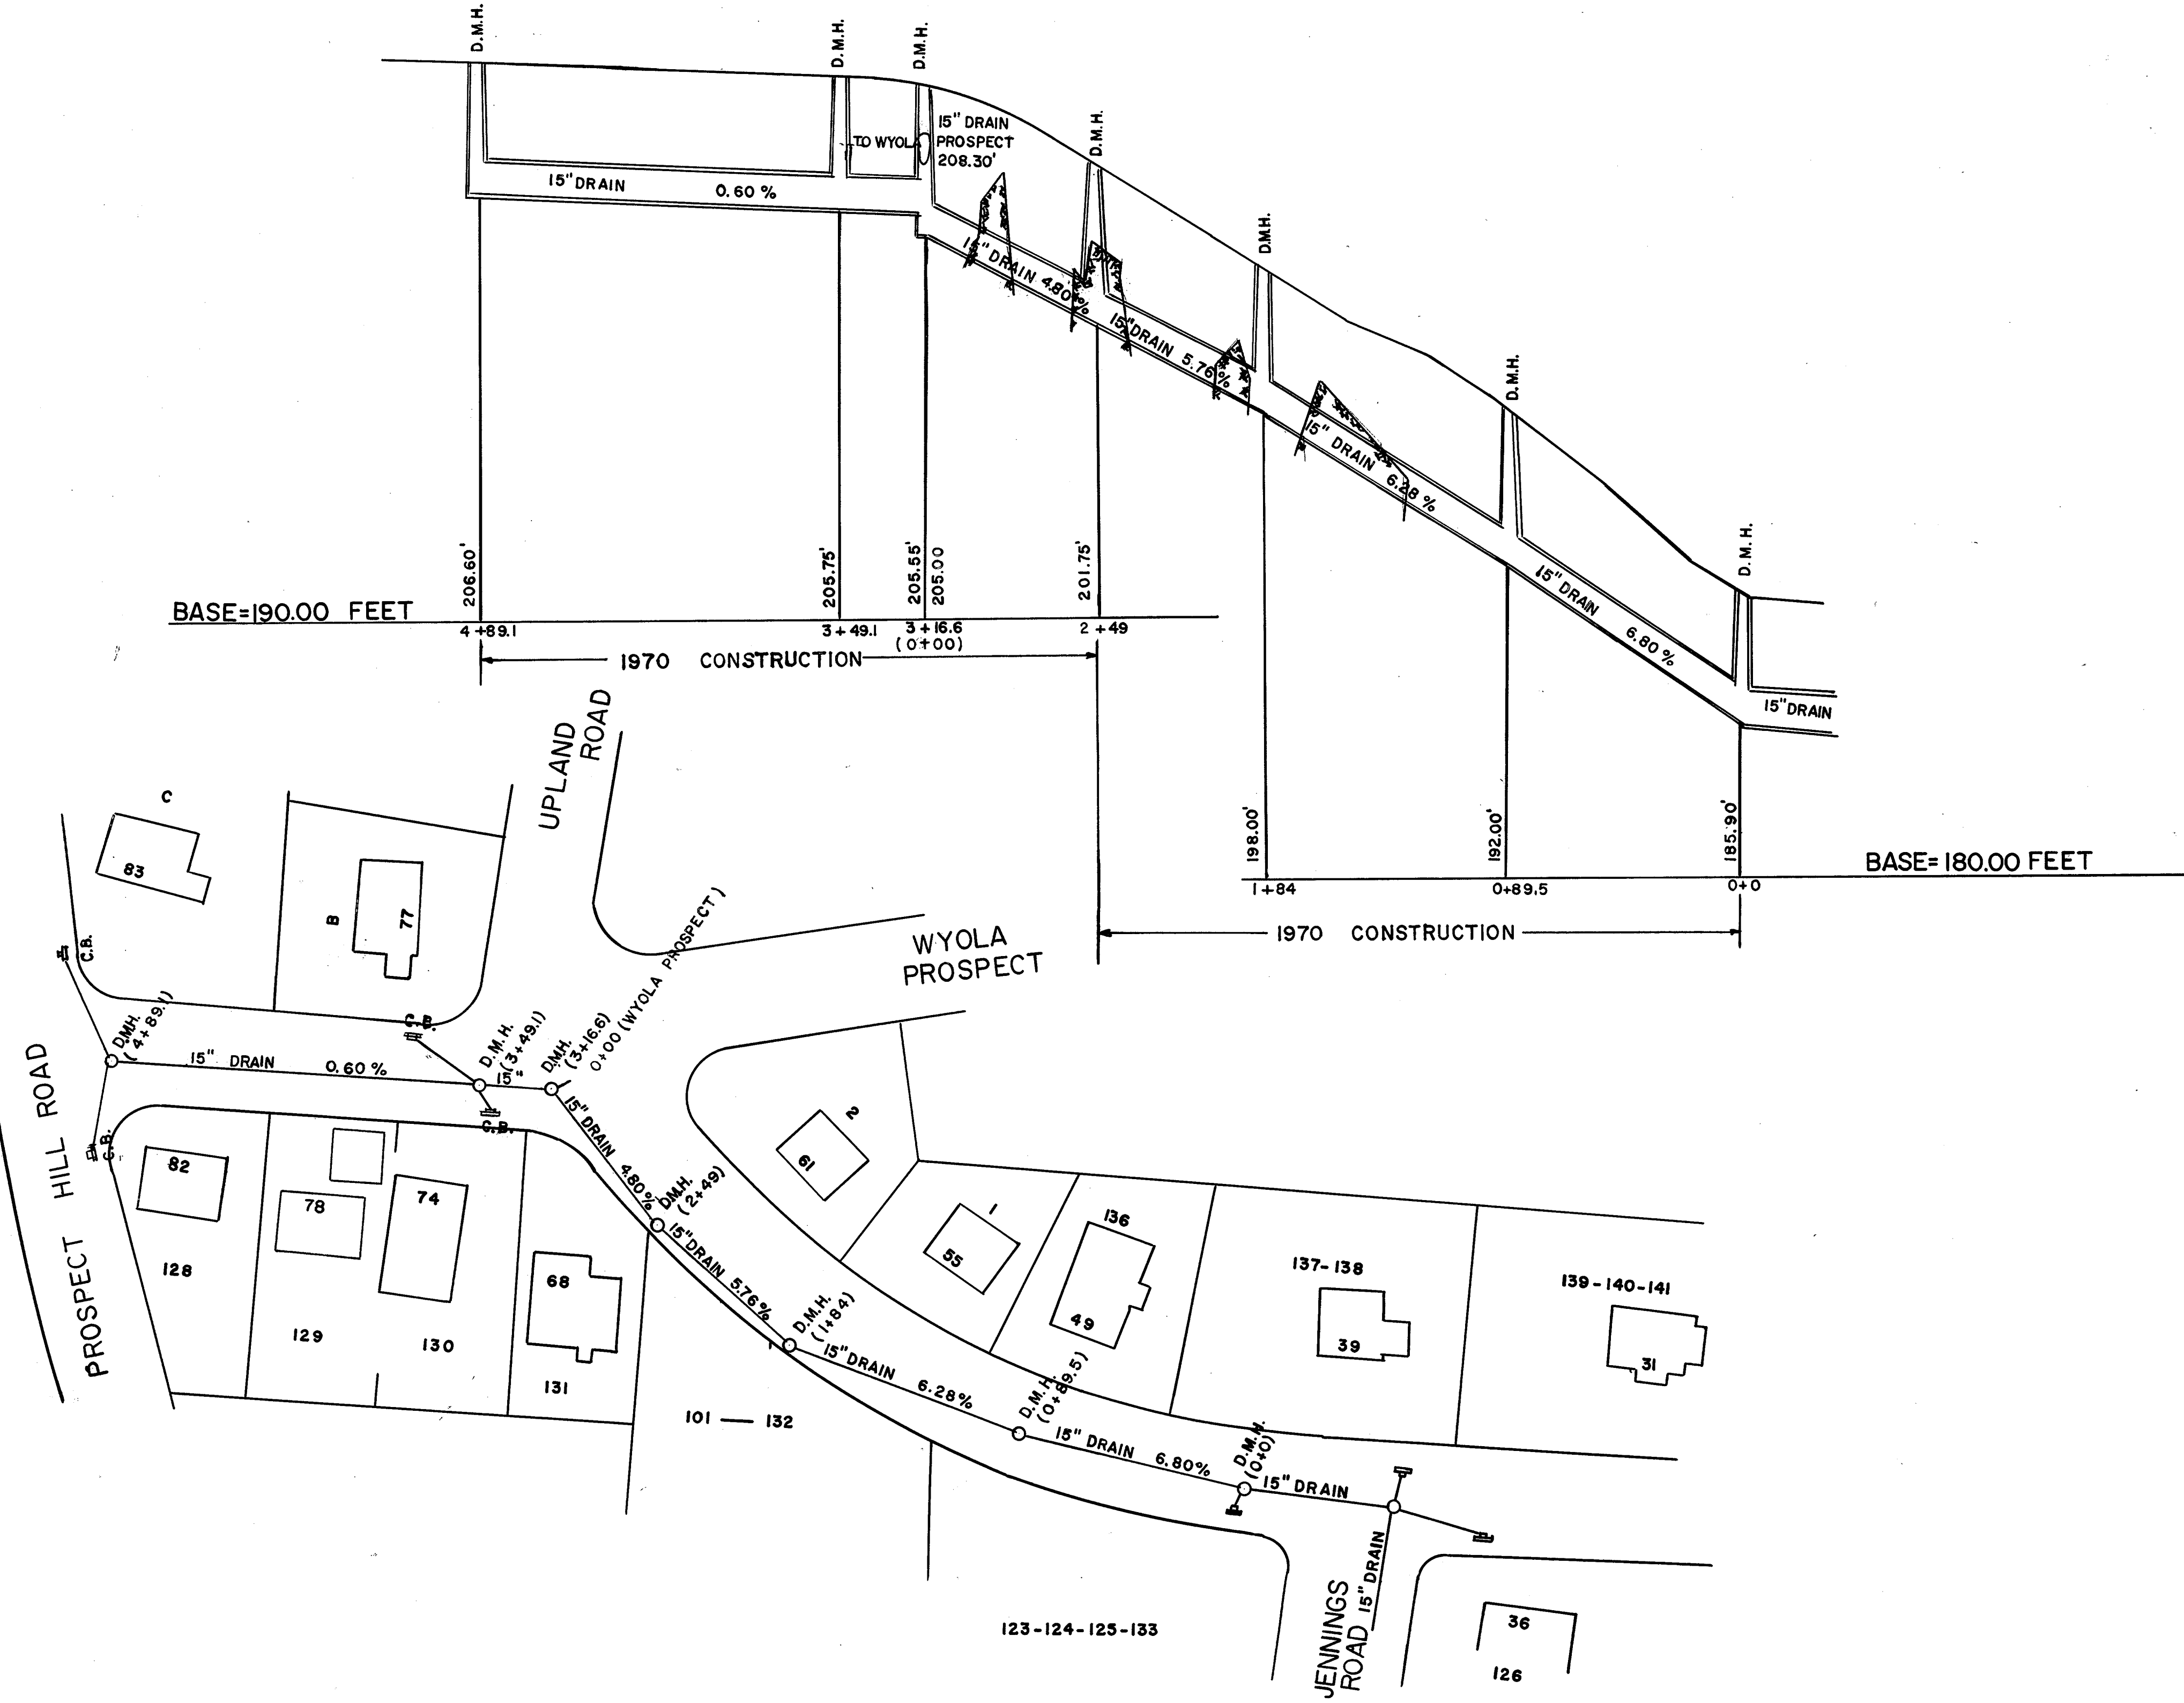 D.M.H.
D.M.H.
D.M.H.
D.M.H.
D.M.H.
D.M.H.
D.M.H.
15" DRAIN
PROSPECT
208.30'
TO WYOLA
15" DRAIN 0.60 %
15" DRAIN 4.80 %
15" DRAIN 5.76 %
15" DRAIN 6.28 %
15" DRAIN 6.80 %
15" DRAIN
206.60'
205.75'
205.55'
205.00
201.75'
BASE=190.00 FEET
4 +89.1
3+49.1
3 +16.6
(0+00)
2 +49
1970 CONSTRUCTION
198.00'
192.00'
185.90'
BASE=180.00 FEET
1+84
0+89.5
0+0
1970 CONSTRUCTION
UPLAND
ROAD
WYOLA
PROSPECT
C
83
B
77
C.B.
C.B.
D.M.H.
(4+89.1)
D.M.H.
(3+49.1)
D.M.H.
(3+16.6)
0+00 (WYOLA PROSPECT)
15" DRAIN 0.60 %
15"
C.B.
C.B.
PROSPECT HILL ROAD
82
78
74
68
128
129
130
131
15" DRAIN 4.80 %
D.M.H.
(2+49)
15" DRAIN 5.76%
D.M.H.
(1+84)
15" DRAIN 6.28%
D.M.H.
(0+89.5)
15" DRAIN 6.80%
D.M.H.
(0+0)
15" DRAIN
2
61
1
55
136
49
137-138
39
139-140-141
31
101 — 132
123-124-125-133
JENNINGS
ROAD
15" DRAIN
36
126